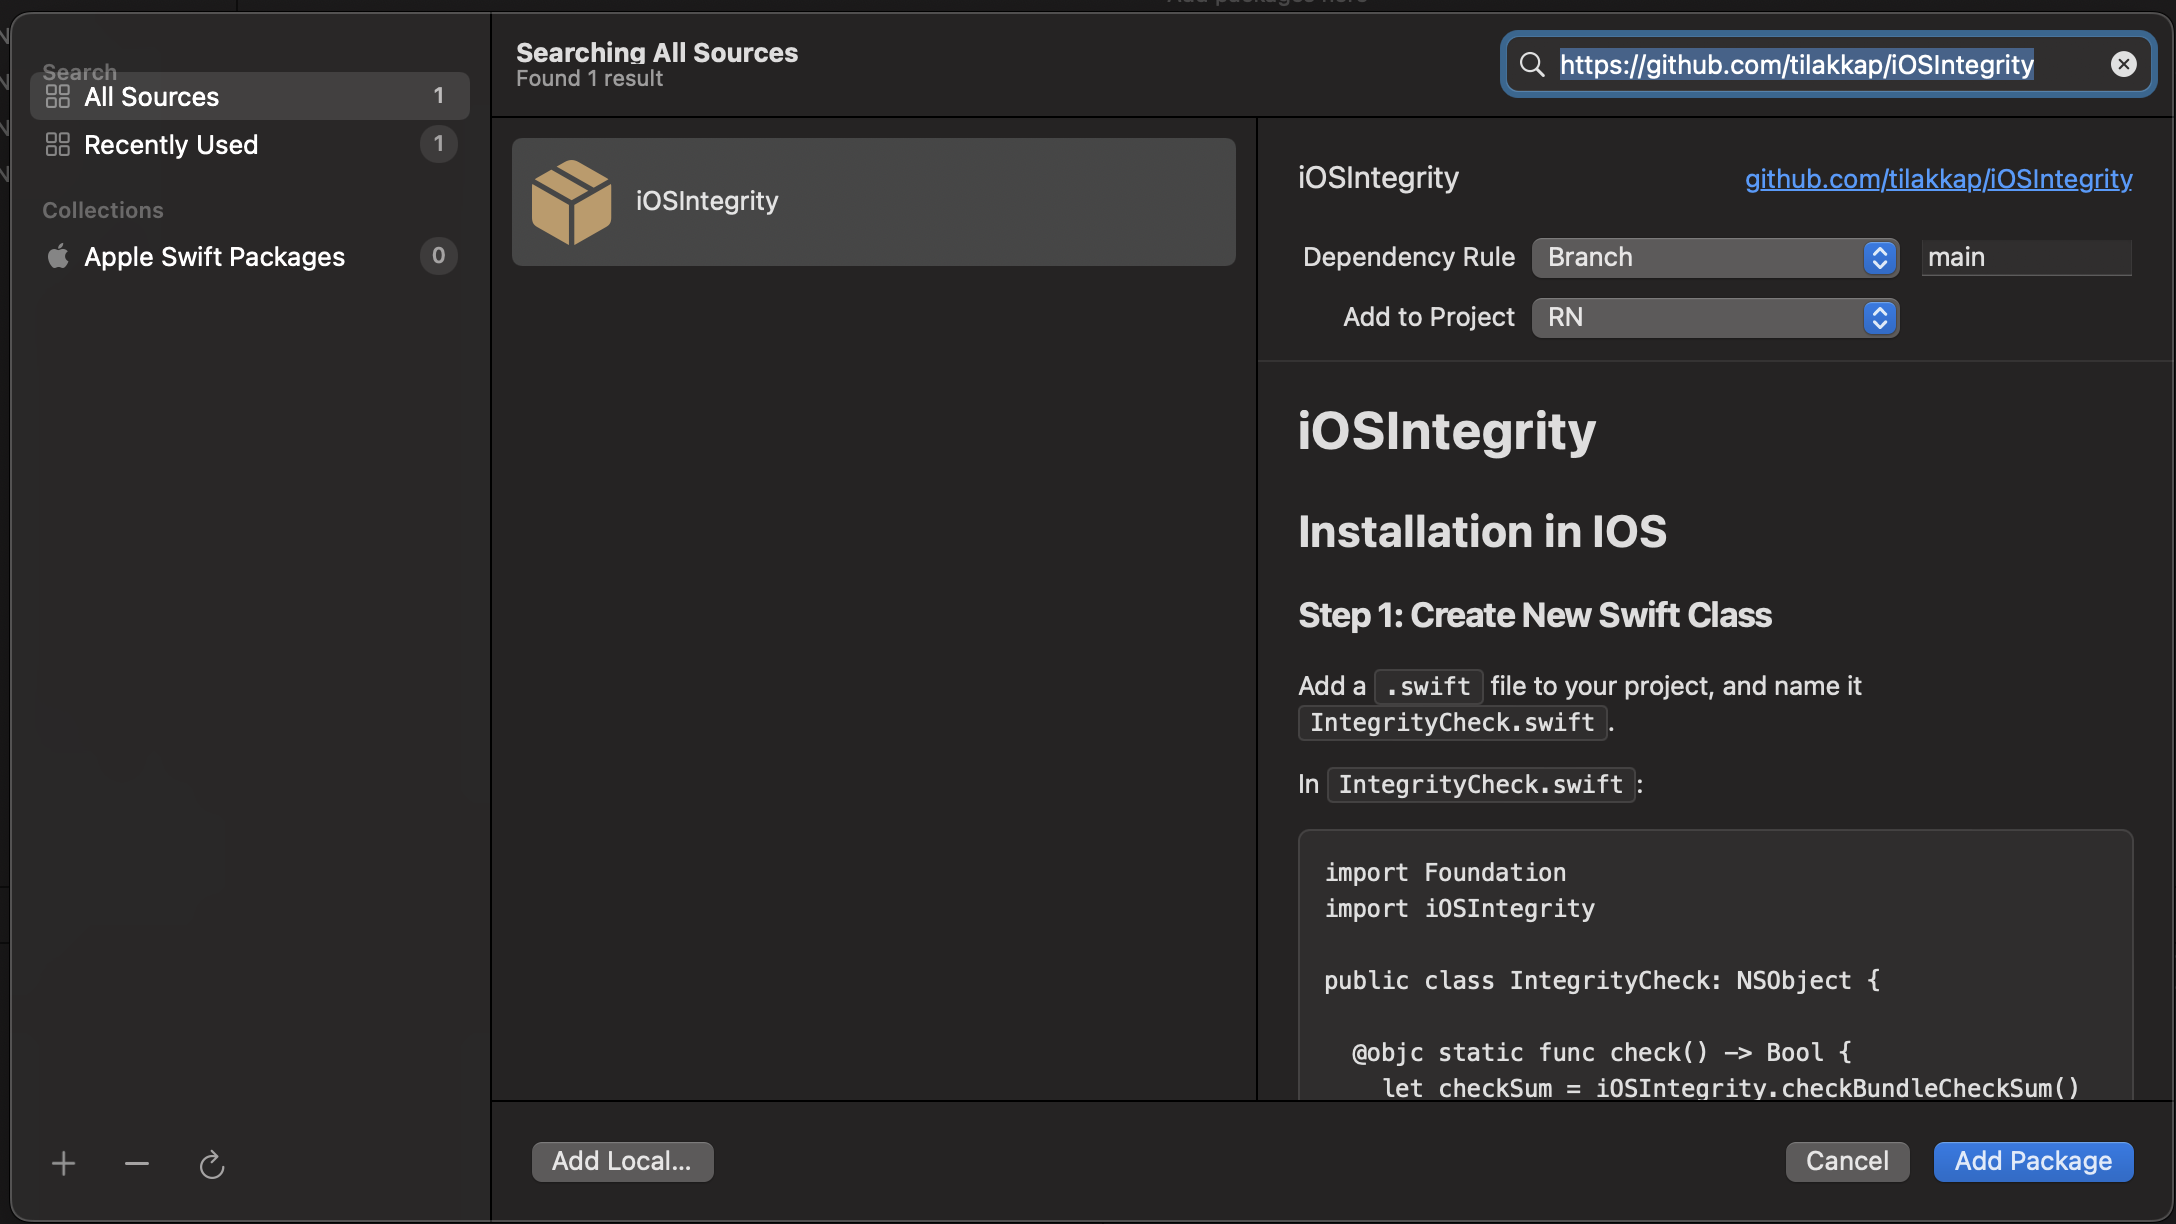 Add packages here
Search
All Sources 1
Recently Used 1
Collections
Apple Swift Packages 0
Searching All Sources
Found 1 result
https://github.com/tilakkap/iOSIntegrity
iOSIntegrity
iOSIntegrity
github.com/tilakkap/iOSIntegrity
Dependency Rule Branch main
Add to Project RN
iOSIntegrity
Installation in IOS
Step 1: Create New Swift Class
Add a .swift file to your project, and name it
IntegrityCheck.swift.
In IntegrityCheck.swift:
import Foundation
import iOSIntegrity
public class IntegrityCheck: NSObject {
@objc static func check() -> Bool {
let checkSum = iOSIntegrity.checkBundleCheckSum()
Add Local...
Cancel
Add Package